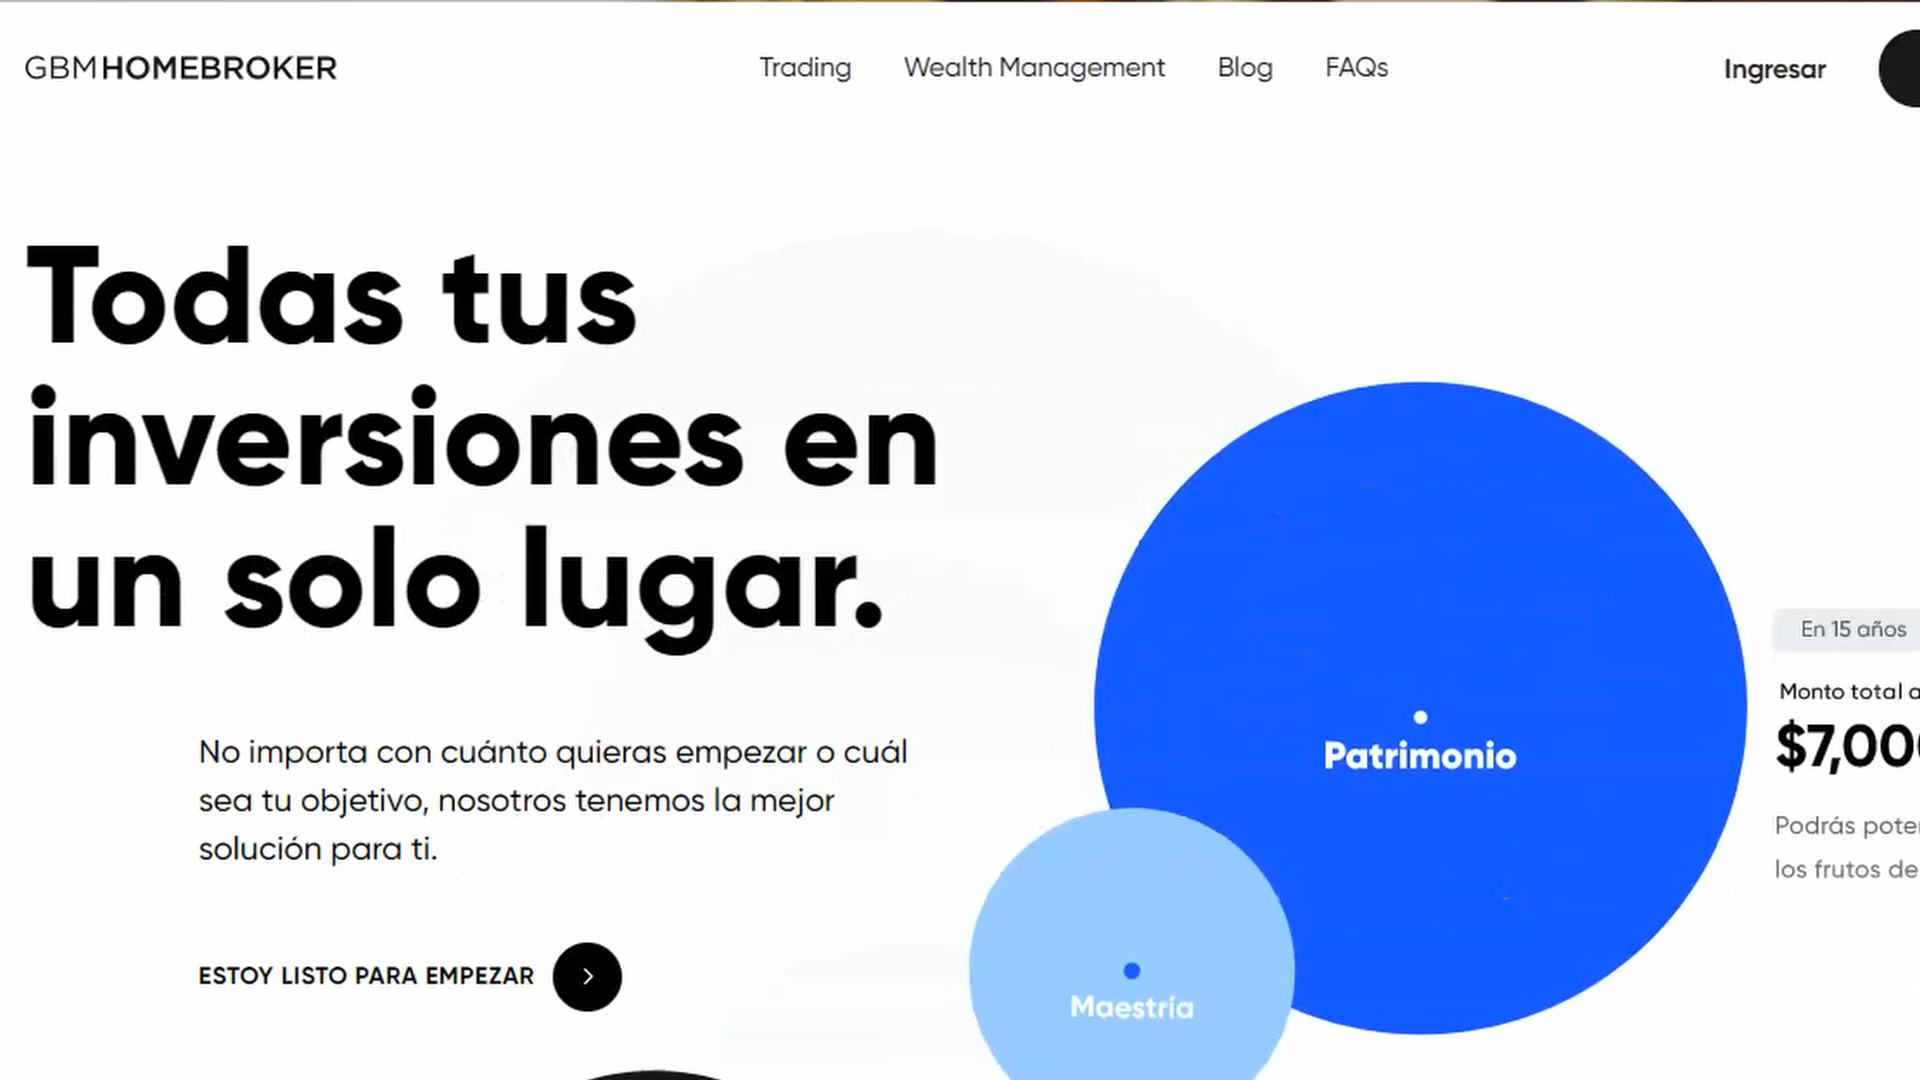 GBMHOMEBROKER
Trading
Wealth Management
Blog
FAQs
Ingresar
Todas tus
inversiones en
un solo lugar.
No importa con cuánto quieras empezar o cuál
sea tu objetivo, nosotros tenemos la mejor
solución para ti.
ESTOY LISTO PARA EMPEZAR
Patrimonio
Maestría
En 15 años
Monto total
$7,00
Podrás
los frutos de